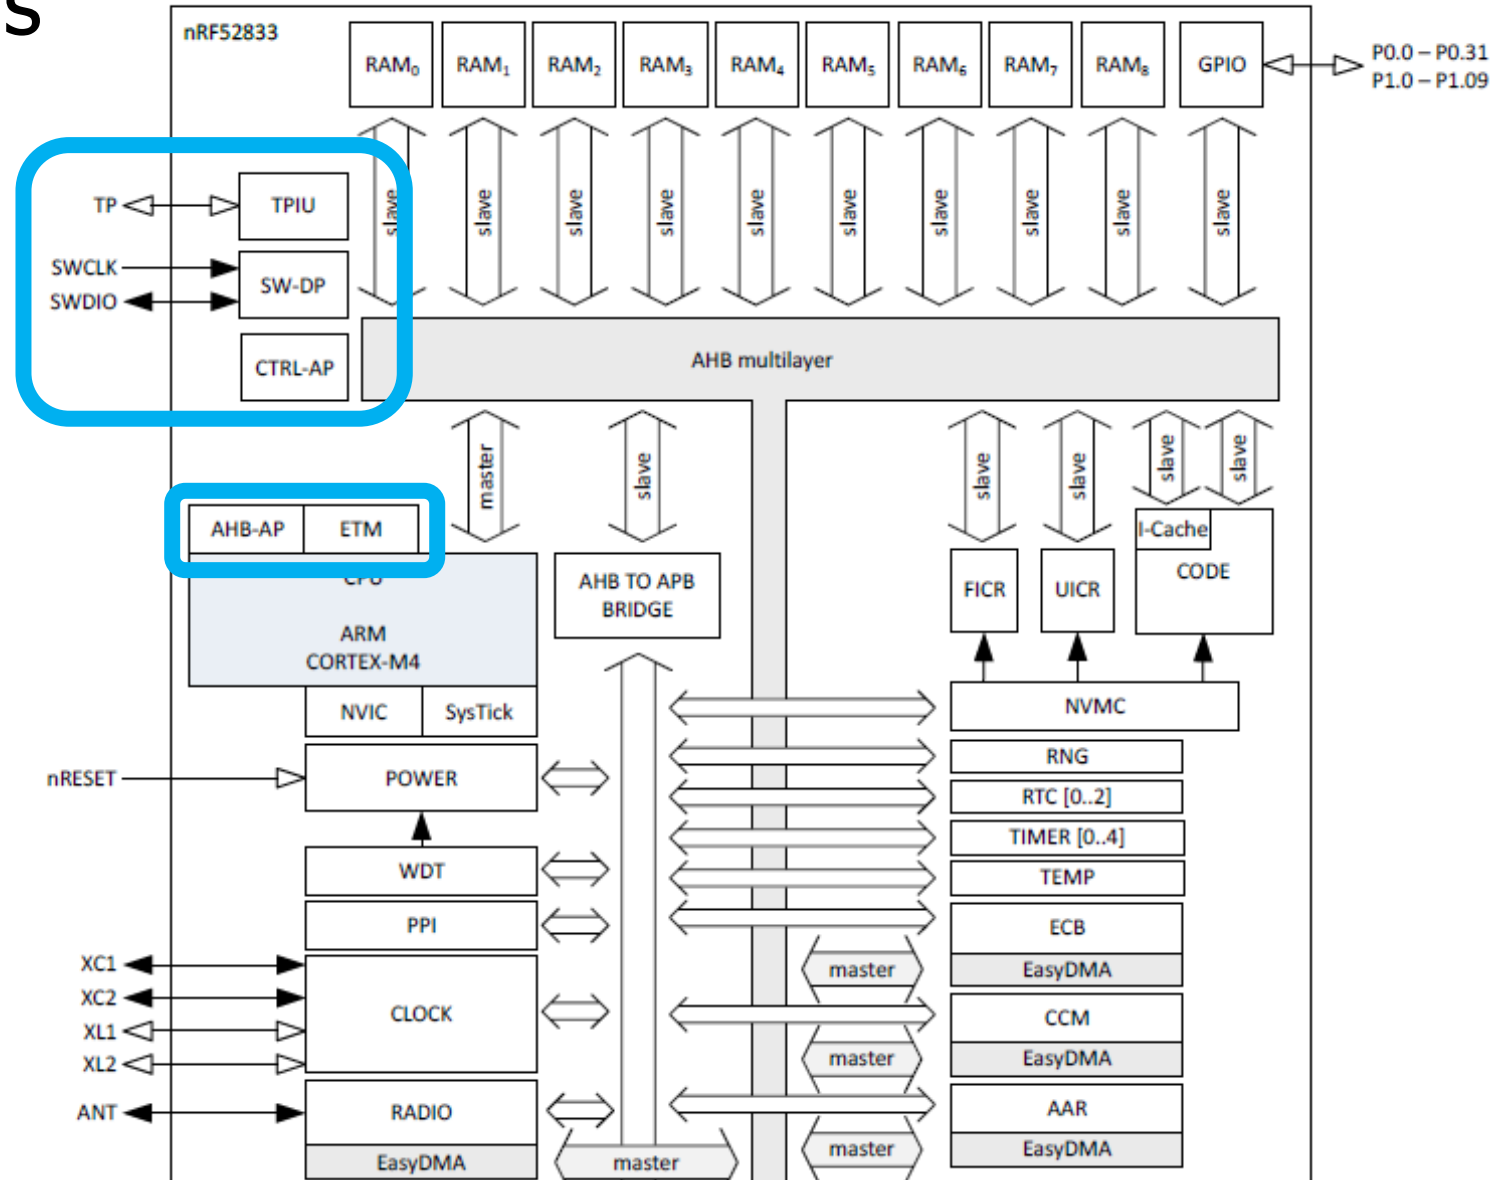 s
nRF52833
RAM₀ RAM₁ RAM₂ RAM₃ RAM₄ RAM₅ RAM₆ RAM₇ RAM₈ GPIO
P0.0 – P0.31
P1.0 – P1.09
slave slave slave slave slave slave slave slave slave slave
TP TPIU
SWCLK
SW-DP
SWDIO
CTRL-AP
AHB multilayer
master slave slave slave slave slave
AHB-AP ETM
I-Cache
CODE
CPU
AHB TO APB
BRIDGE
FICR UICR
ARM
CORTEX-M4
NVIC SysTick
NVMC
RNG
nRESET POWER
RTC [0..2]
TIMER [0..4]
WDT
TEMP
PPI
ECB
XC1
master EasyDMA
XC2
CLOCK
CCM
XL1
XL2
master EasyDMA
ANT RADIO
AAR
EasyDMA master
master EasyDMA